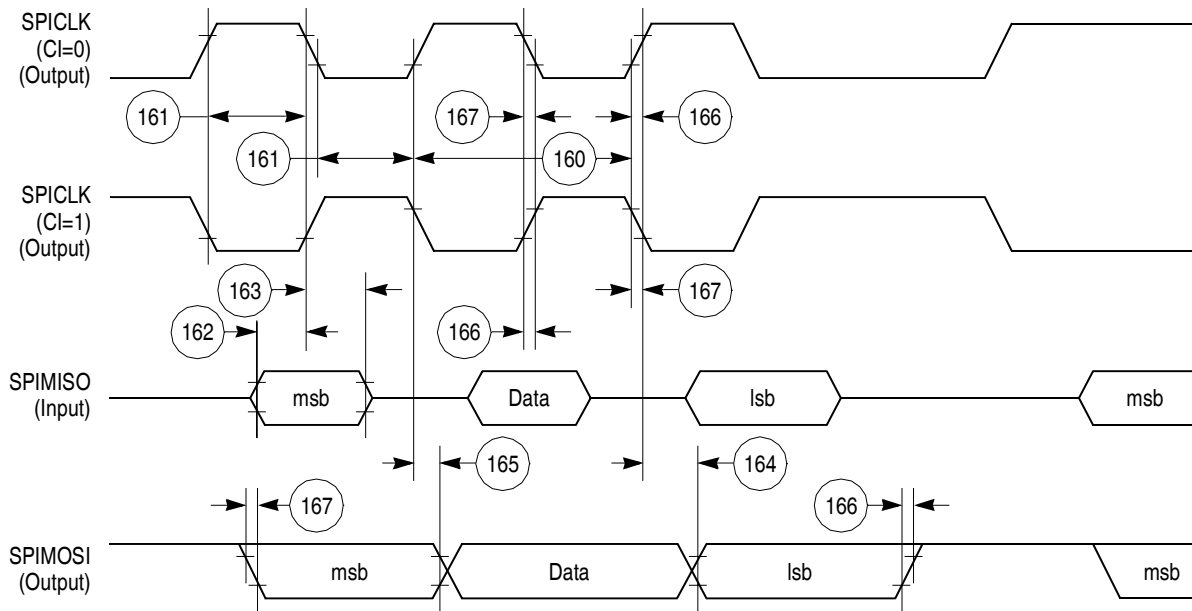 SPICLK
(CI=0)
(Output)
161
167
166
161
160
SPICLK
(CI=1)
(Output)
163
167
162
166
SPIMISO
(Input)
msb
Data
lsb
msb
165
164
167
166
SPIMOSI
(Output)
msb
Data
lsb
msb